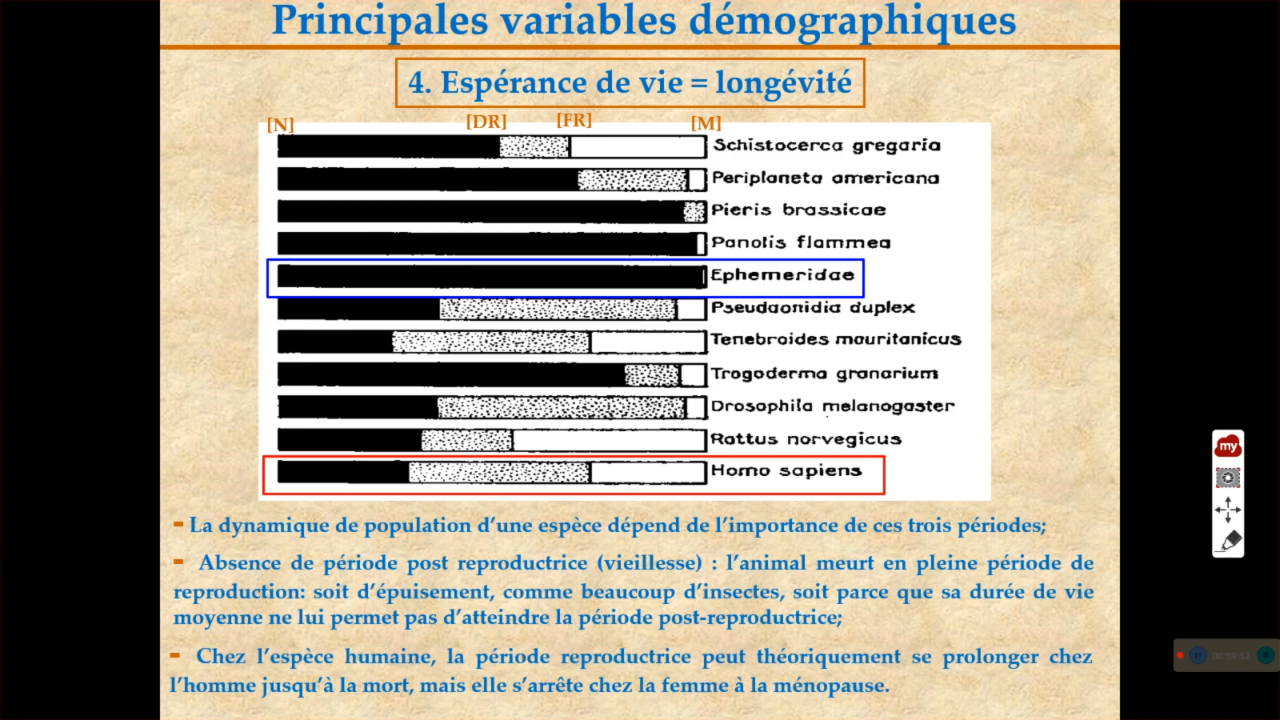 Principales variables démographiques
4. Espérance de vie = longévité
[N] [DR] [FR] [M]
Schistocerca gregaria
Periplaneta americana
Pieris brassicae
Panolis flammea
Ephemeridae
Pseudaonidia duplex
Tenebroides mauritanicus
Trogoderma granarium
Drosophila melanogaster
Rattus norvegicus
Homo sapiens
- La dynamique de population d'une espèce dépend de l'importance de ces trois périodes;
- Absence de période post reproductrice (vieillesse) : l'animal meurt en pleine période de
reproduction: soit d'épuisement, comme beaucoup d'insectes, soit parce que sa durée de vie
moyenne ne lui permet pas d'atteindre la période post-reproductrice;
- Chez l'espèce humaine, la période reproductrice peut théoriquement se prolonger chez
l'homme jusqu'à la mort, mais elle s'arrête chez la femme à la ménopause.
my